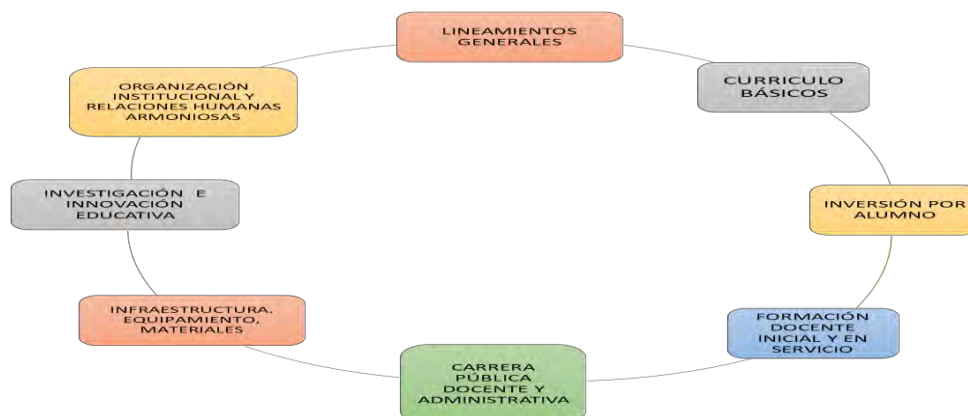 LINEAMIENTOS
GENERALES
CURRICULO
BÁSICOS
INVERSIÓN POR
ALUMNO
FORMACIÓN
DOCENTE
INICIAL Y EN
SERVICIO
CARRERA
PÚBLICA
DOCENTE Y
ADMINISTRATIVA
INFRAESTRUCTURA.
EQUIPAMIENTO,
MATERIALES
INVESTIGACIÓN E
INNOVACIÓN
EDUCATIVA
ORGANIZACIÓN
INSTITUCIONAL Y
RELACIONES HUMANAS
ARMONIOSAS